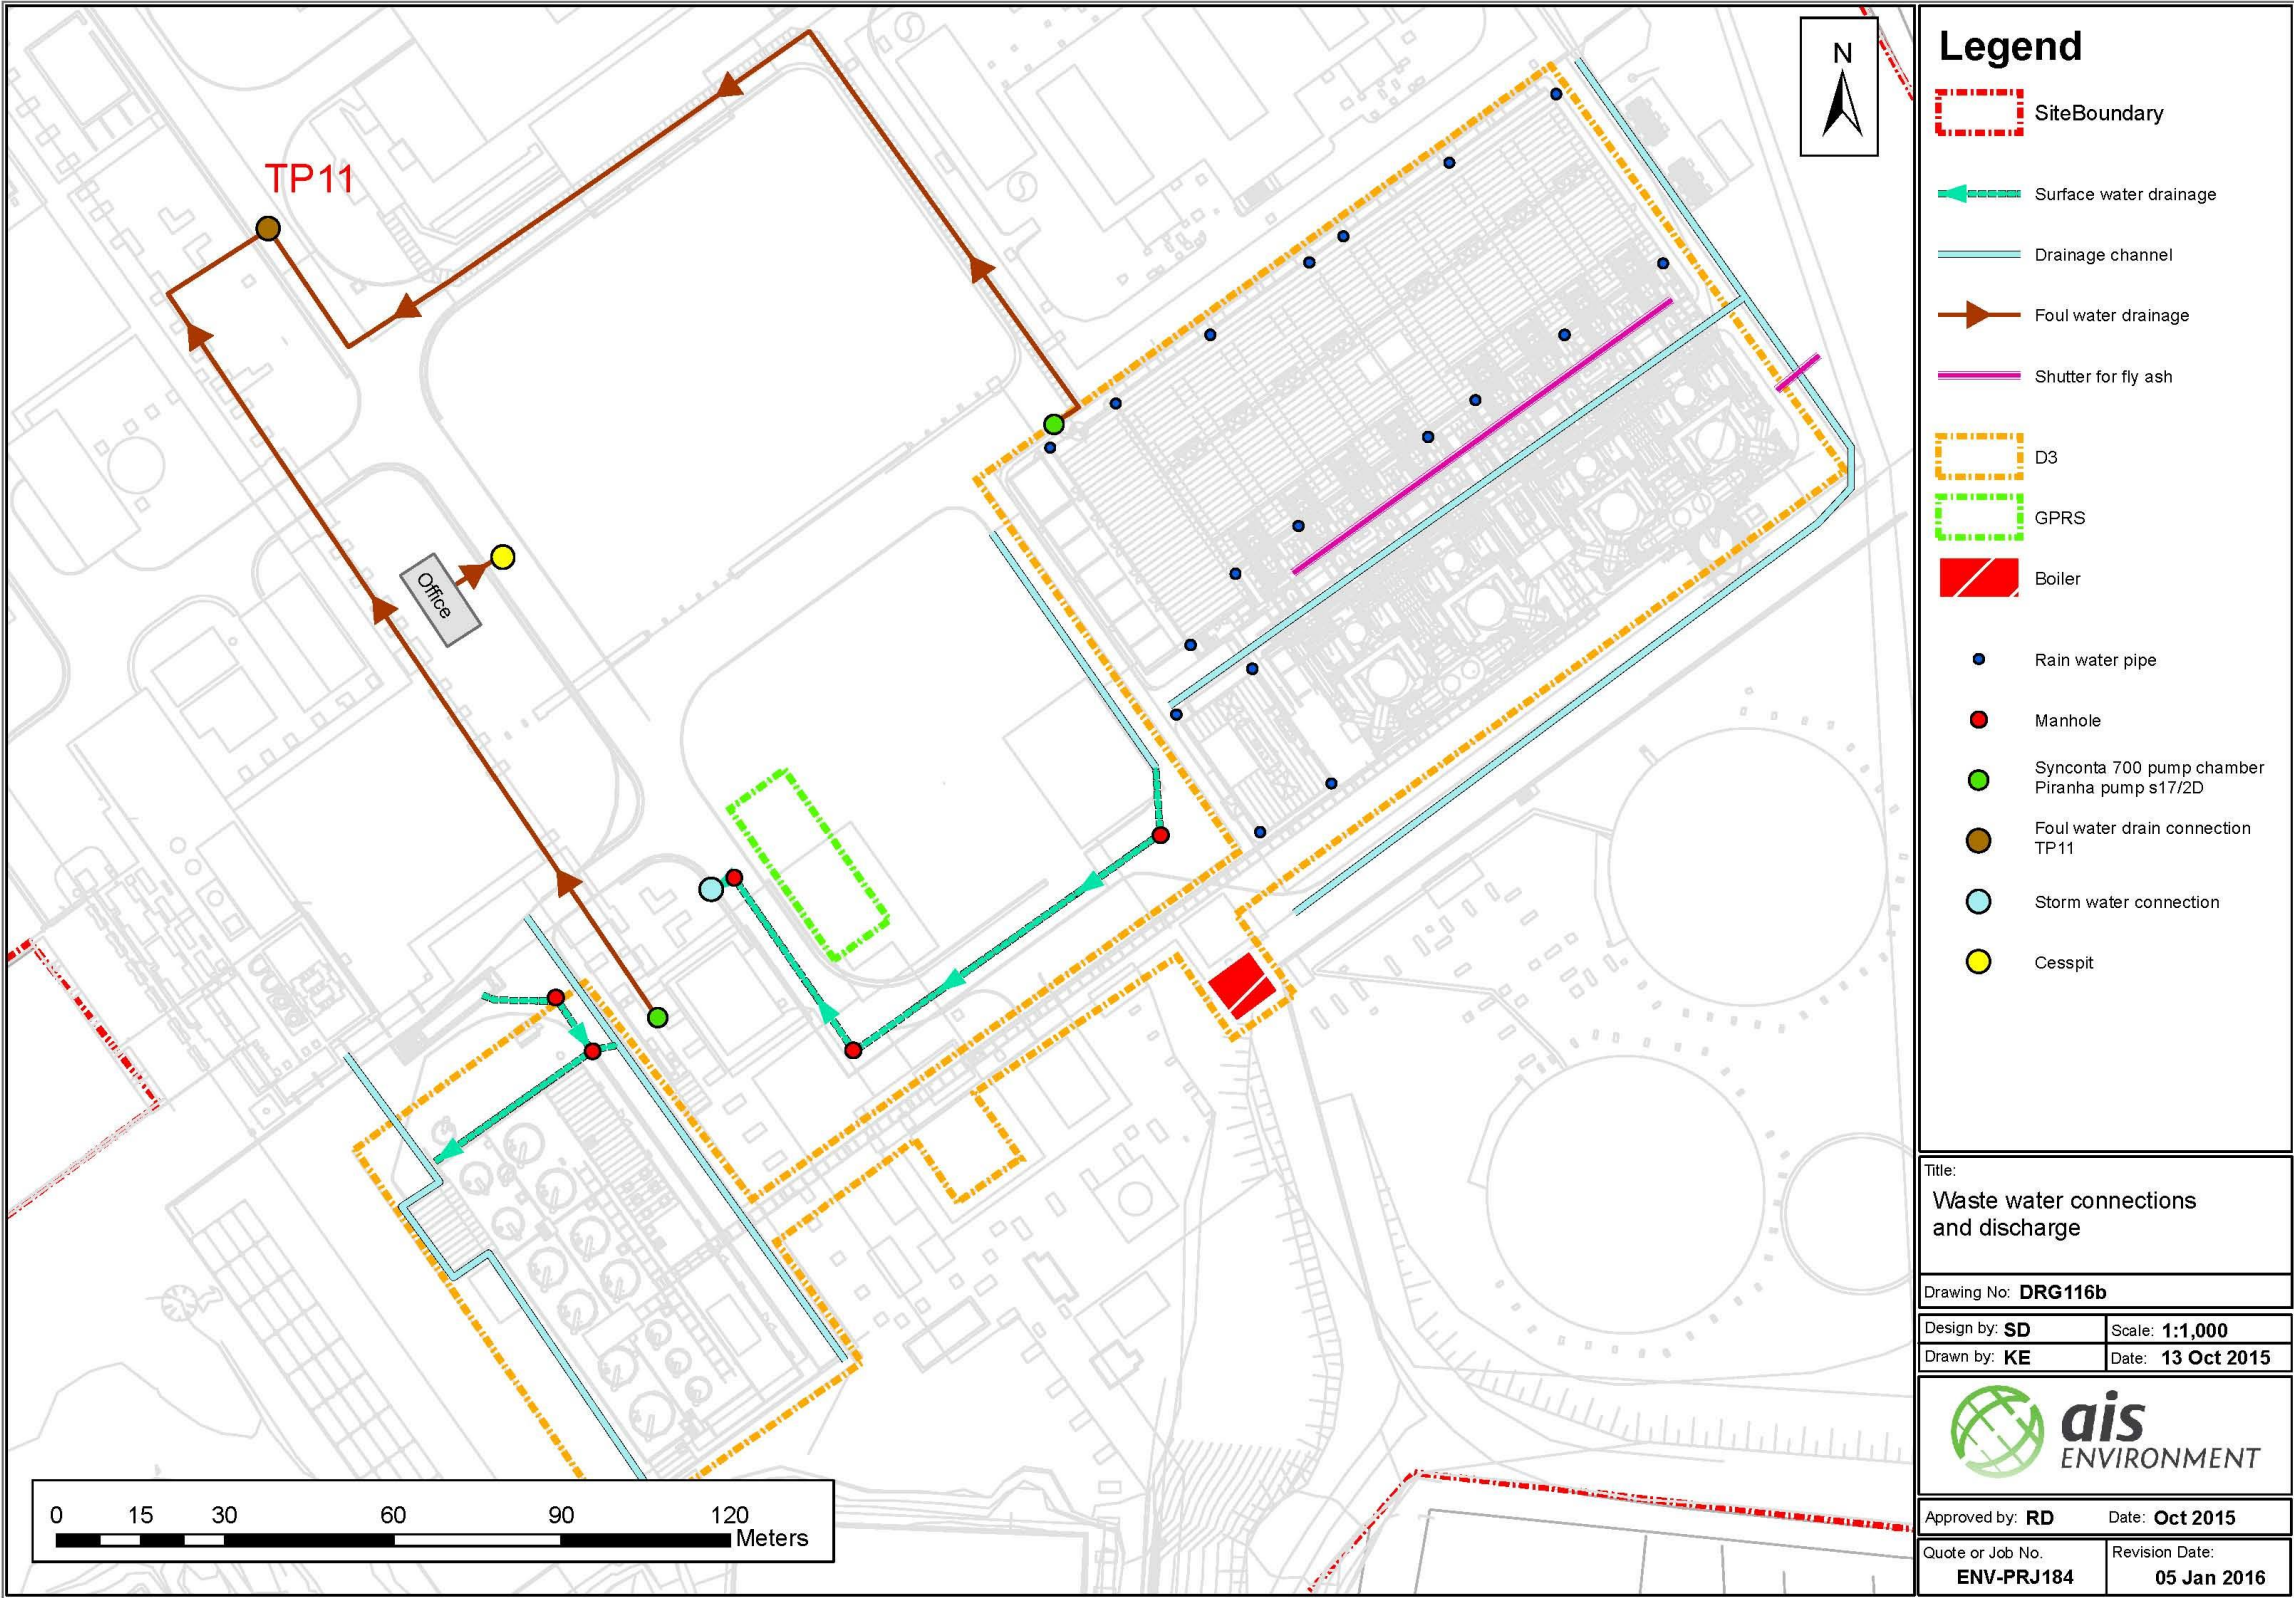 TP11
Office
N
0 15 30 60 90 120
Meters
Legend
SiteBoundary
Surface water drainage
Drainage channel
Foul water drainage
Shutter for fly ash
D3
GPRS
Boiler
Rain water pipe
Manhole
Synconta 700 pump chamber
Piranha pump s17/2D
Foul water drain connection
TP11
Storm water connection
Cesspit
Title:
Waste water connections
and discharge
Drawing No: DRG116b
Design by: SD Scale: 1:1,000
Drawn by: KE Date: 13 Oct 2015
ais
ENVIRONMENT
Approved by: RD Date: Oct 2015
Quote or Job No. Revision Date:
ENV-PRJ184 05 Jan 2016